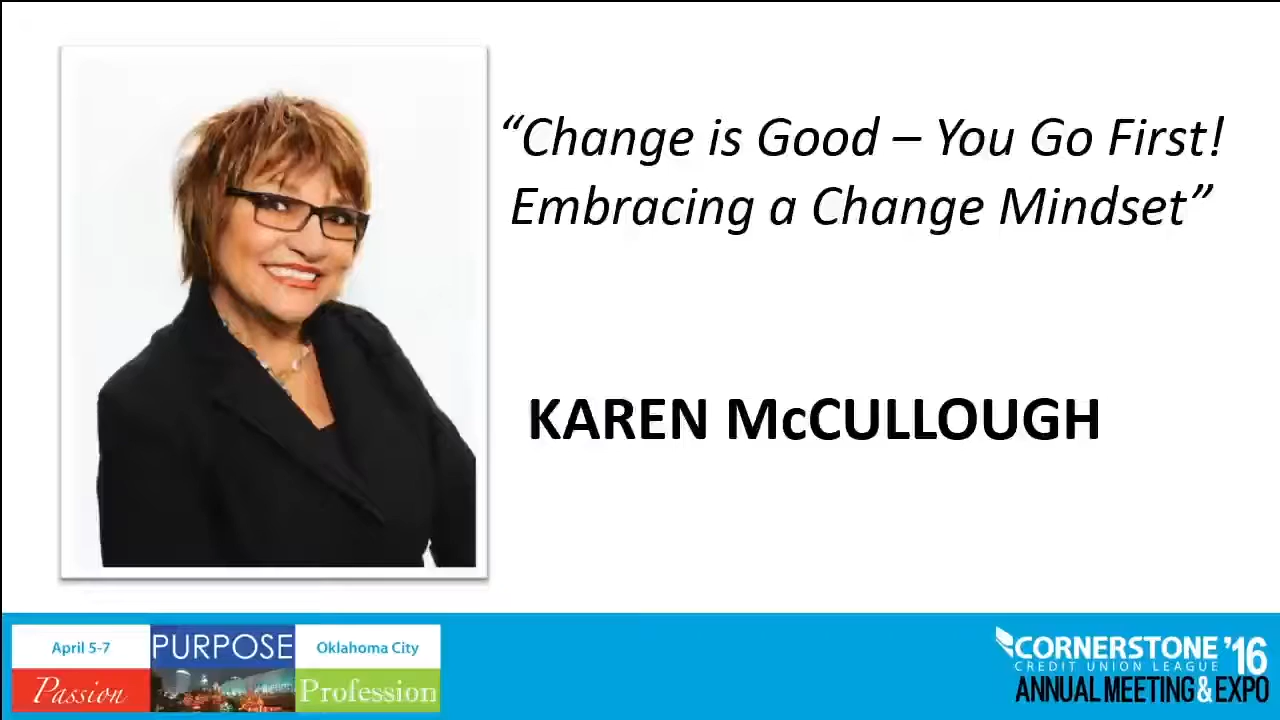 “Change is Good – You Go First!
Embracing a Change Mindset”
KAREN McCULLOUGH
April 5-7
PURPOSE
Oklahoma City
Passion
Profession
CORNERSTONE '16
CREDIT UNION LEAGUE
ANNUAL MEETING & EXPO